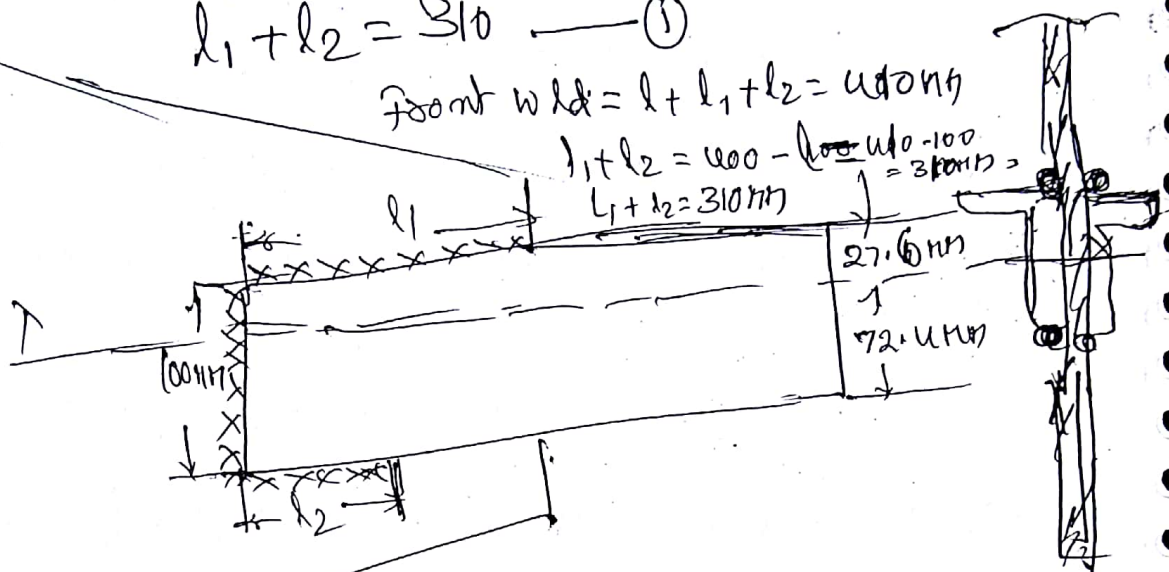 l₁ + l₂ = 310 — ①
Front weld = l + l₁ + l₂ = 410mm
l₁ + l₂ = 400 - 410-100
= 310mm
l₁ + l₂ = 310mm
l₁
27.6mm
72.4mm
100mm
l₂